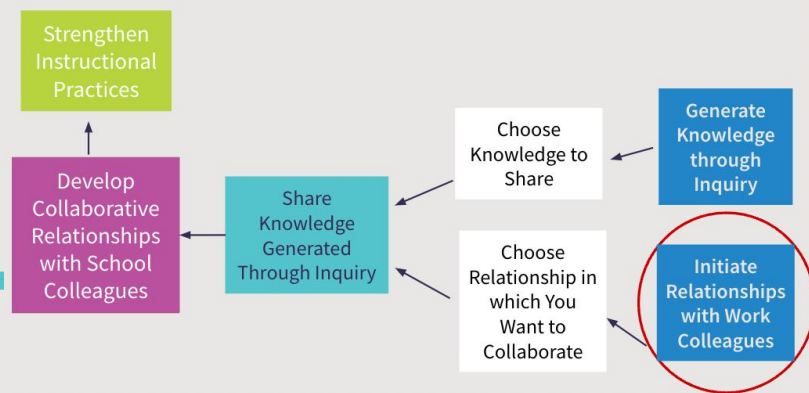 Strengthen
Instructional
Practices
Develop
Collaborative
Relationships
with School
Colleagues
Share
Knowledge
Generated
Through Inquiry
Choose
Knowledge to
Share
Generate
Knowledge
through
Inquiry
Choose
Relationship in
which You
Want to
Collaborate
Initiate
Relationships
with Work
Colleagues